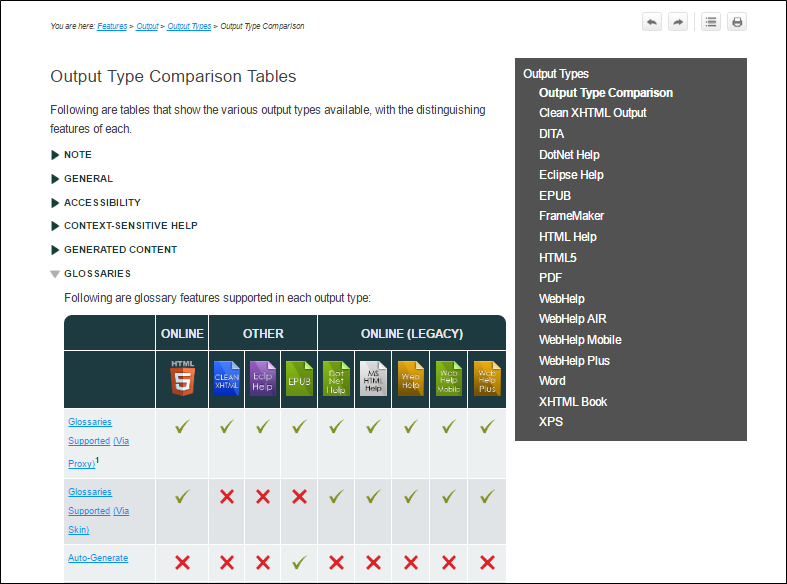 You are here: Features > Output > Output Types > Output Type Comparison
Output Type Comparison Tables
Following are tables that show the various output types available, with the distinguishing
features of each.
NOTE
GENERAL
ACCESSIBILITY
CONTEXT-SENSITIVE HELP
GENERATED CONTENT
GLOSSARIES
Following are glossary features supported in each output type:
ONLINE OTHER ONLINE (LEGACY)
HTML 5
CLEAN XHTML
Eclp Help
EPUB
Dot Net Help
MS HTML Help
Web Help
Web Help Mobile
Web Help Plus
Glossaries
Supported (Via
Proxy)1
Glossaries
Supported (Via
Skin)
Auto-Generate
Output Types
Output Type Comparison
Clean XHTML Output
DITA
DotNet Help
Eclipse Help
EPUB
FrameMaker
HTML Help
HTML5
PDF
WebHelp
WebHelp AIR
WebHelp Mobile
WebHelp Plus
Word
XHTML Book
XPS